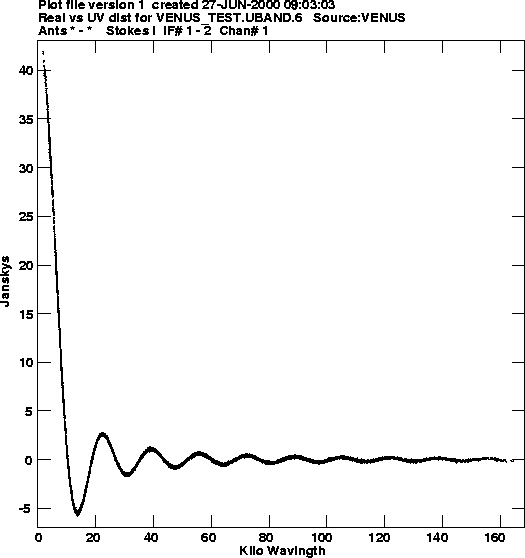 Plot file version 1 created 27-JUN-2000 09:03:03
Real vs UV dist for VENUS_TEST.UBAND.6 Source:VENUS
Ants * - * Stokes I IF# 1 - 2 Chan# 1
40
35
30
25
20
15
10
5
0
-5
Janskys
0 20 40 60 80 100 120 140 160
Kilo Wavlngth